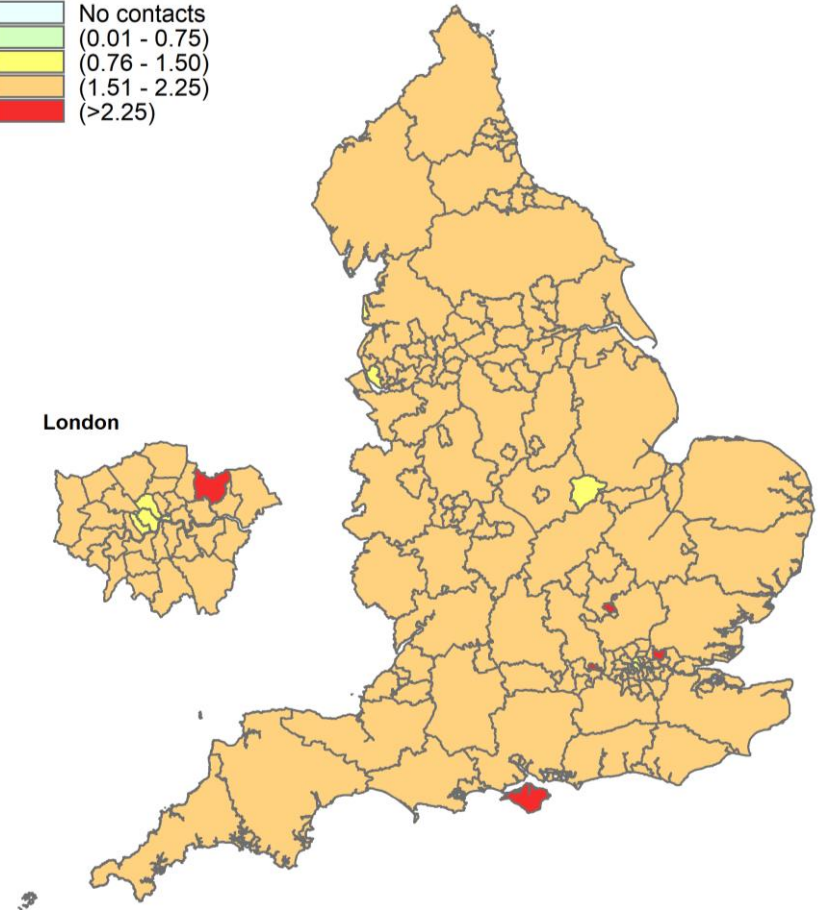 No contacts
(0.01 - 0.75)
(0.76 - 1.50)
(1.51 - 2.25)
(>2.25)
London